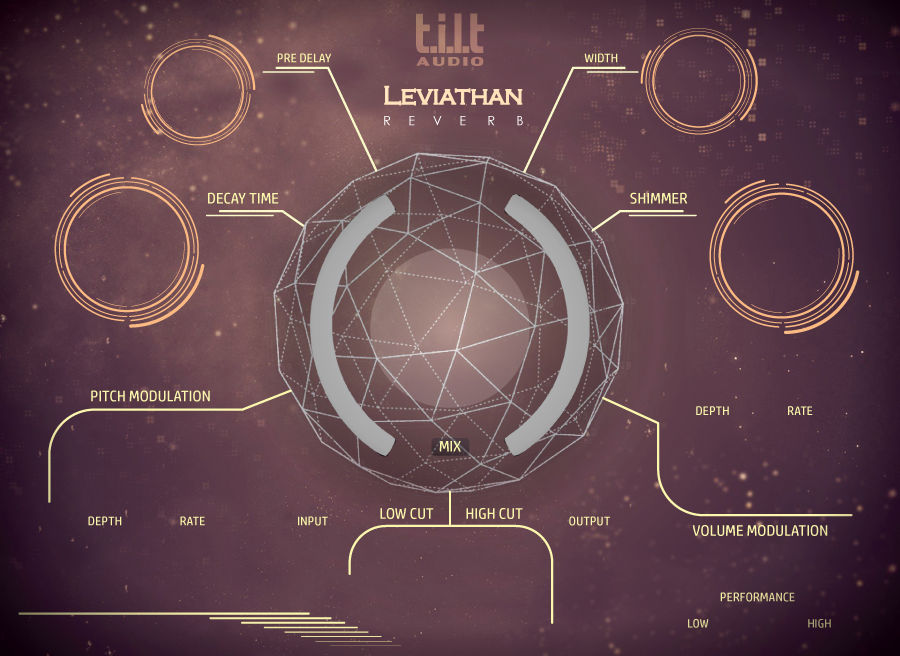 t.i.l.t
AUDIO
PRE DELAY
WIDTH
LEVIATHAN
REVERB
DECAY TIME
SHIMMER
PITCH MODULATION
DEPTH
RATE
MIX
LOW CUT
HIGH CUT
DEPTH
RATE
INPUT
OUTPUT
VOLUME MODULATION
PERFORMANCE
LOW
HIGH